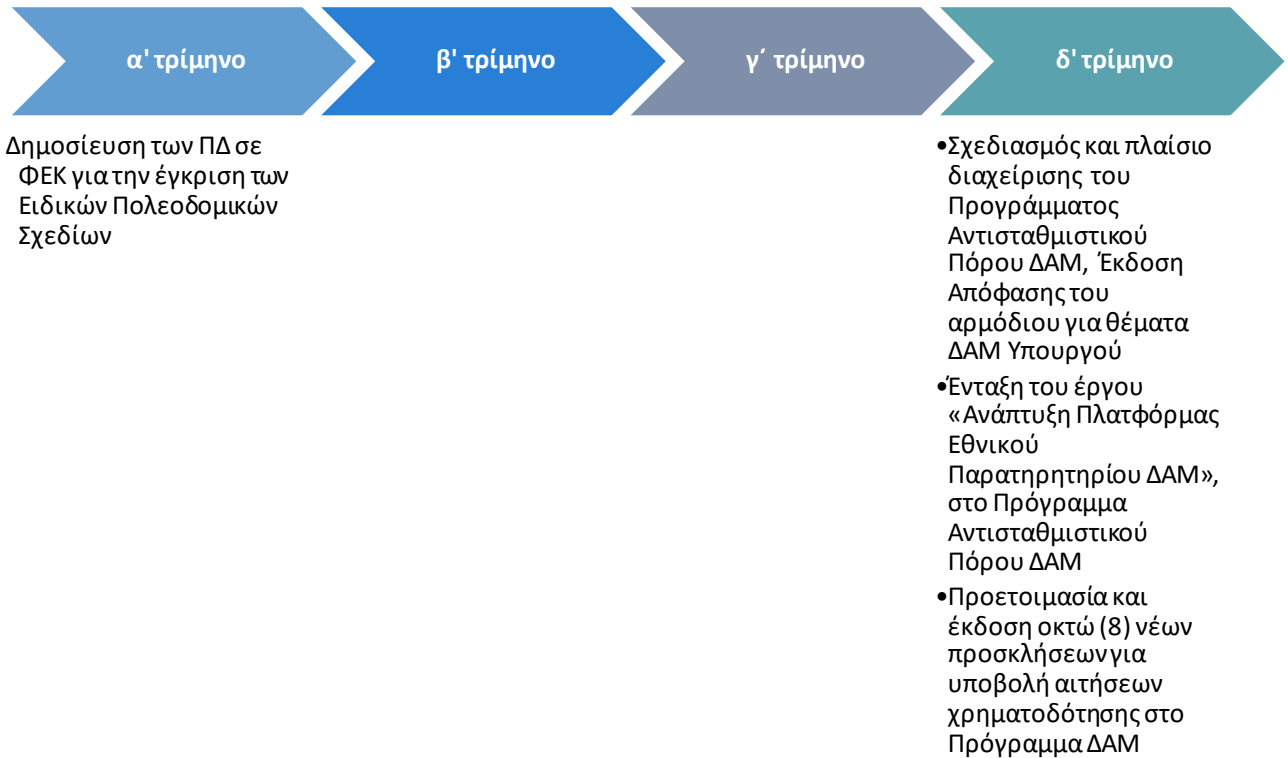 α' τρίμηνο
β' τρίμηνο
γ΄ τρίμηνο
δ' τρίμηνο
Δημοσίευση των ΠΔ σε
ΦΕΚ για την έγκριση των
Ειδικών Πολεοδομικών
Σχεδίων
•Σχεδιασμός και πλαίσιο
διαχείρισης του
Προγράμματος
Αντισταθμιστικού
Πόρου ΔΑΜ, Έκδοση
Απόφασης του
αρμόδιου για θέματα
ΔΑΜ Υπουργού
•Ένταξη του έργου
«Ανάπτυξη Πλατφόρμας
Εθνικού
Παρατηρητηρίου ΔΑΜ»,
στο Πρόγραμμα
Αντισταθμιστικού
Πόρου ΔΑΜ
•Προετοιμασία και
έκδοση οκτώ (8) νέων
προσκλήσεων για
υποβολή αιτήσεων
χρηματοδότησης στο
Πρόγραμμα ΔΑΜ